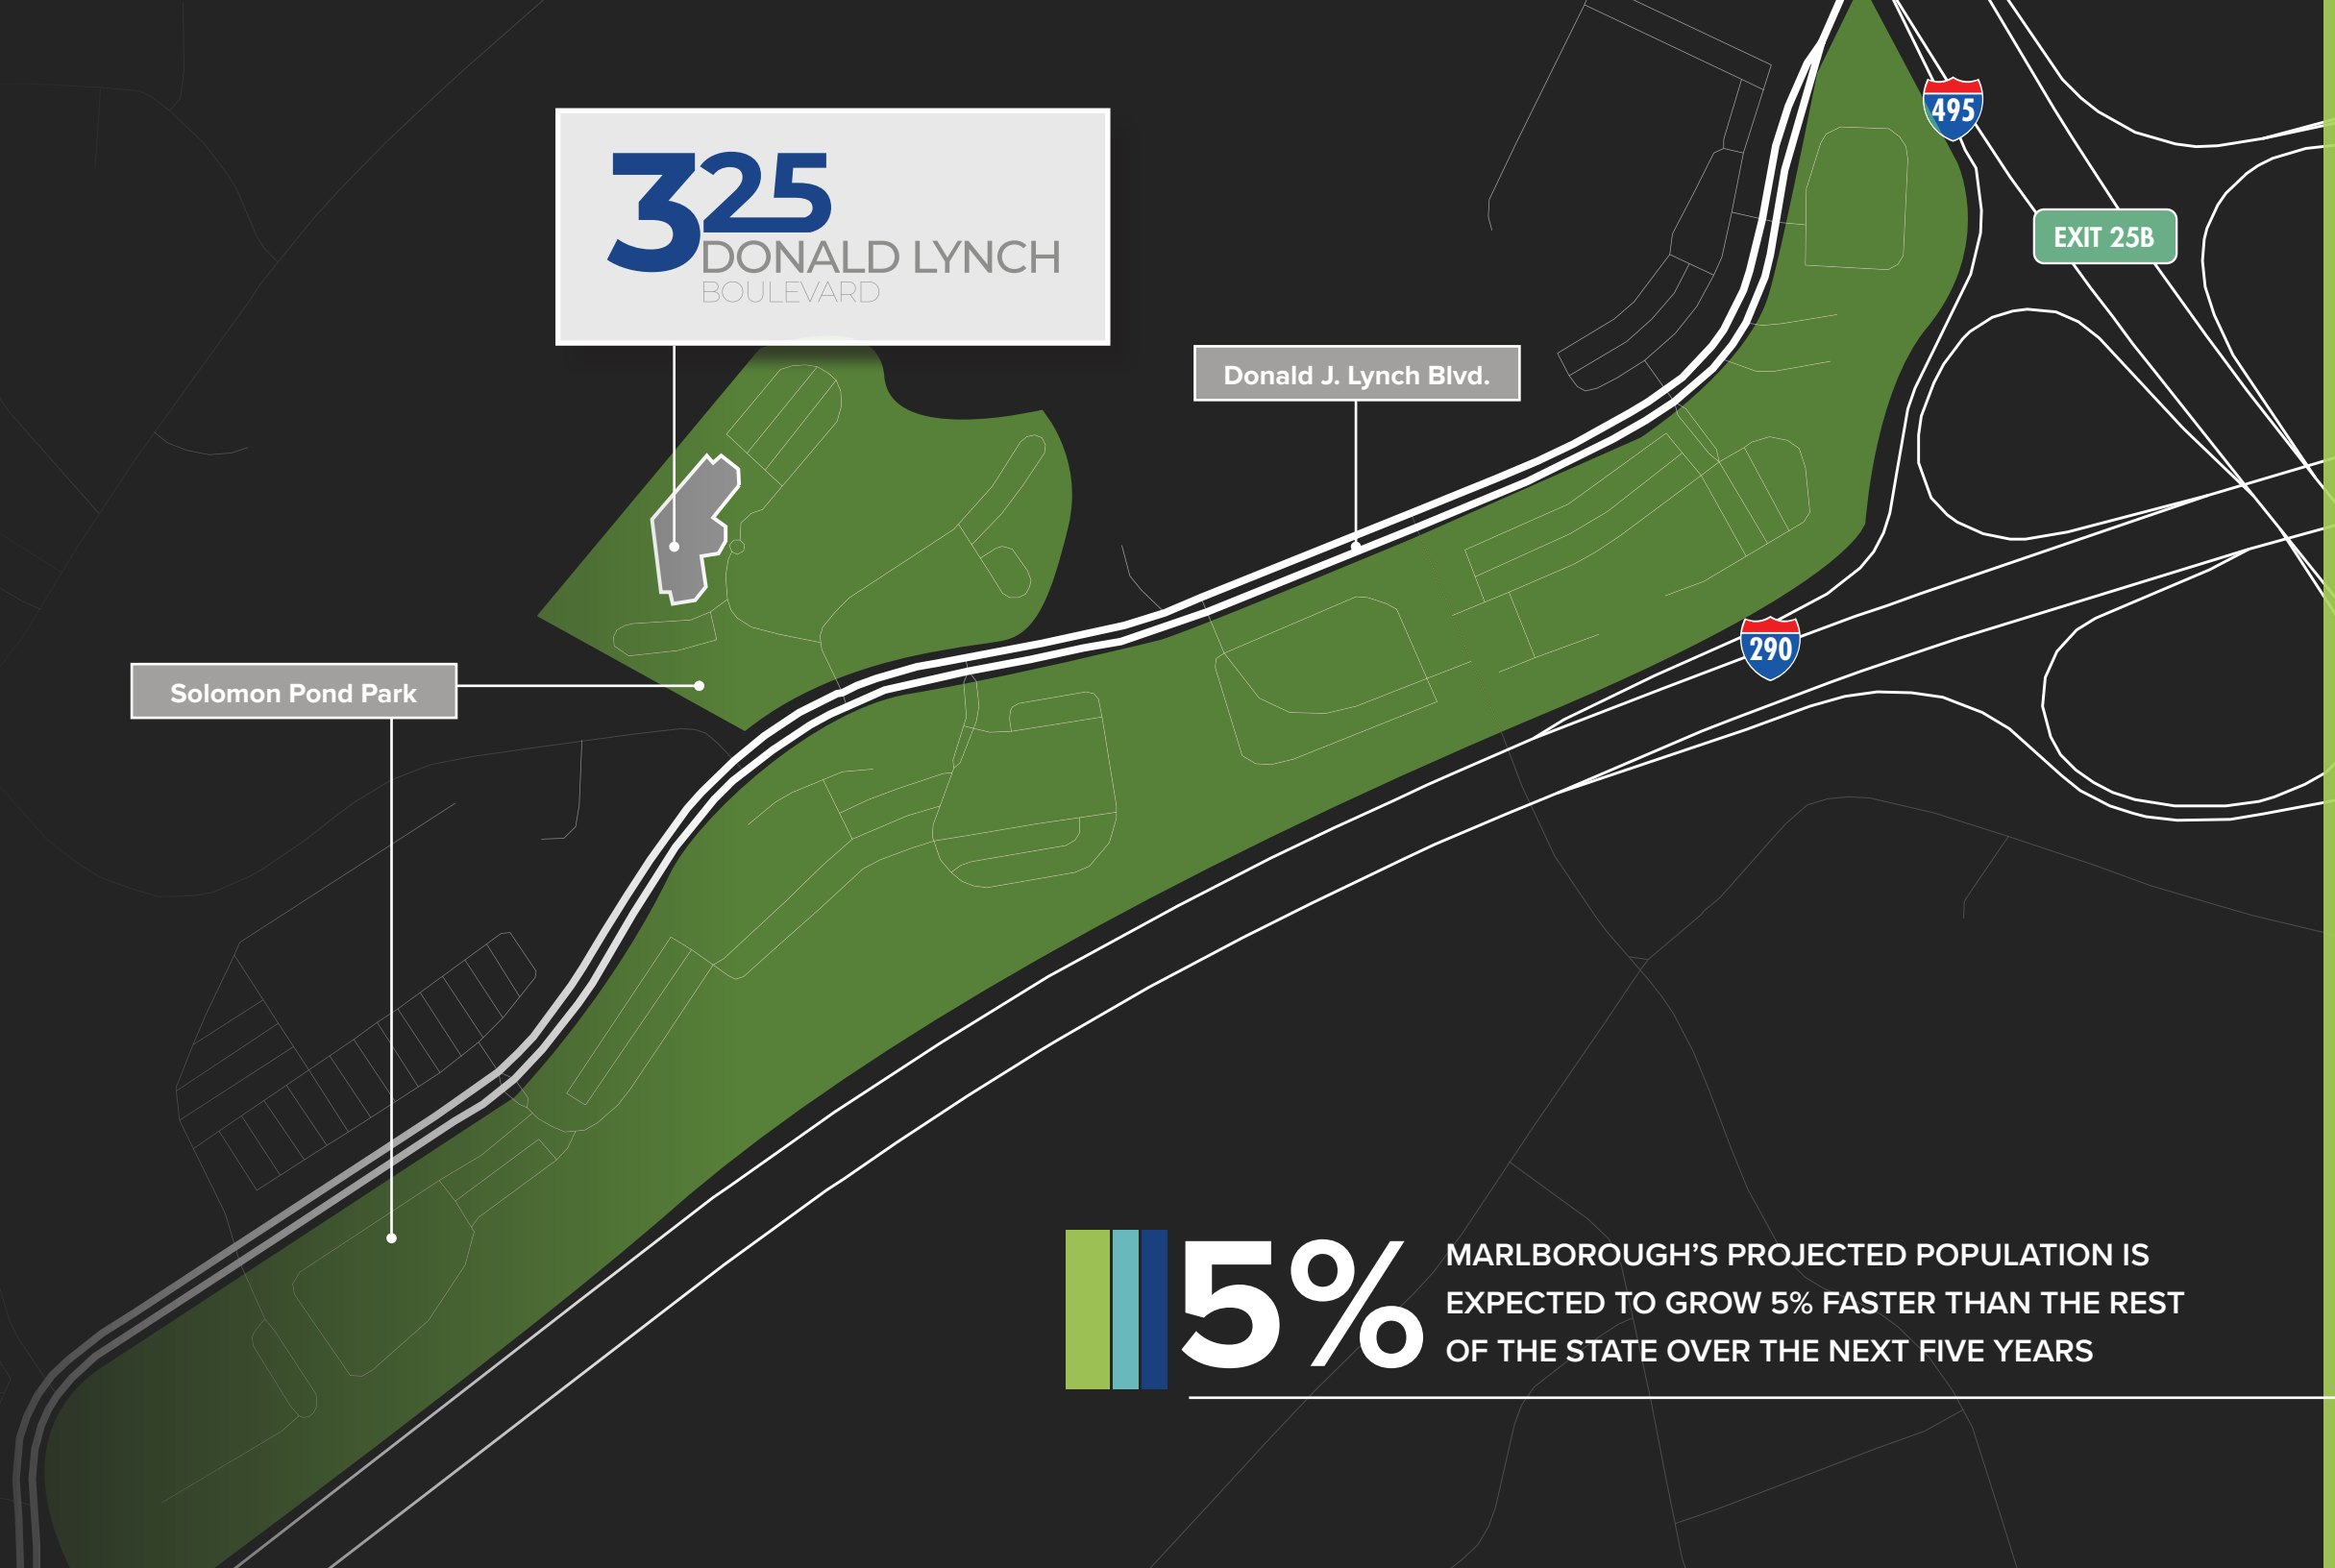 495
325
DONALD LYNCH
BOULEVARD
EXIT 25B
Donald J. Lynch Blvd.
290
Solomon Pond Park
5%
MARLBOROUGH’S PROJECTED POPULATION IS
EXPECTED TO GROW 5% FASTER THAN THE REST
OF THE STATE OVER THE NEXT FIVE YEARS